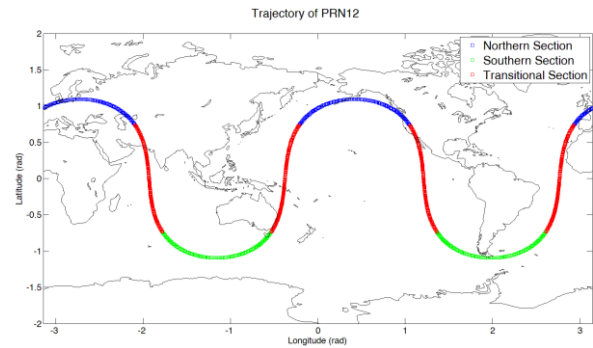 Trajectory of PRN12
Northern Section
Southern Section
Transitional Section
2
1.5
1
0.5
0
-0.5
-1
-1.5
-2
Latitude (rad)
-3 -2 -1 0 1 2 3
Longitude (rad)